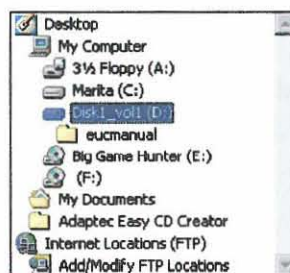 Desktop
My Computer
3½ Floppy (A:)
Marita (C:)
Disk1_vol1 (D:)
eucmanual
Big Game Hunter (E:)
(F:)
My Documents
Adaptec Easy CD Creator
Internet Locations (FTP)
Add/Modify FTP Locations